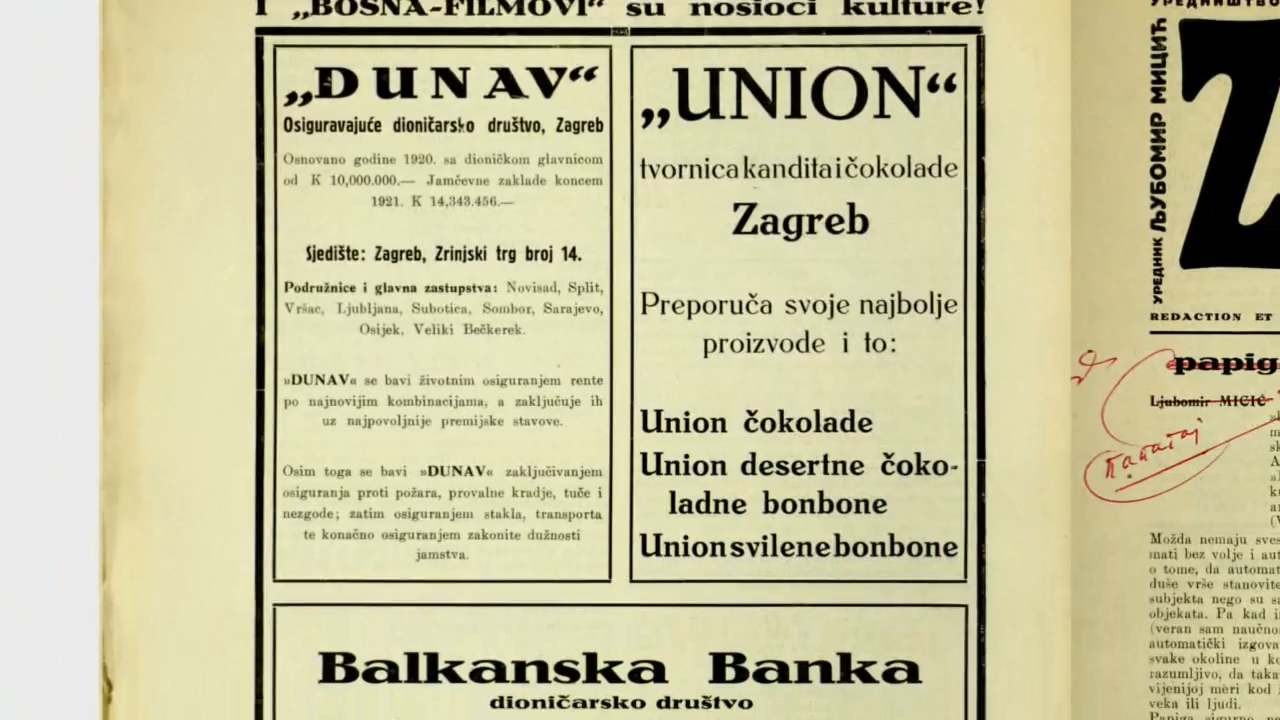 I „BOSNA-FILMOVI“ su nosioci kulture!
„DUNAV“
Osiguravajuće dioničarsko društvo, Zagreb
Osnovano godine 1920. sa dioničkom glavnicom
od K 10,000.000.— Jamčevne zaklade koncem
1921. K 14,343.456.—
Sjedište: Zagreb, Zrinjski trg broj 14.
Podružnice i glavna zastupstva: Novisad, Split,
Vršac, Ljubljana, Subotica, Sombor, Sarajevo,
Osijek, Veliki Bečkerek.
»DUNAV« se bavi životnim osiguranjem rente
po najnovijim kombinacijama, a zaključuje ih
uz najpovoljnije premijske stavove.
Osim toga se bavi »DUNAV« zaključivanjem
osiguranja proti požara, provalne kradje, tuče i
nezgode; zatim osiguranjem stakla, transporta
te konačno osiguranjem zakonite dužnosti
jamstva.
„UNION“
tvornica kandita i čokolade
Zagreb
Preporuča svoje najbolje
proizvode i to:
Union čokolade
Union desertne čoko-
ladne bonbone
Union svilene bonbone
Balkanska Banka
dioničarsko društvo
УРЕДНИШТВО
УРЕДНИК ЉУБОМИР МИЦИЋ
Z
REDACTION ET
papig
Ljubomir MICIĆ
Možda nemaju sves
mati bez volje i aut
o tome, da automat
duše vrše stanovite
subjekta nego su s
objekata. Pa kad i
(veran sam naučno
automatički izgova
svake okoline u k
razumljivo, da taka
vijenijoj meri kod
veka ili ljudi.
Papiga sigurno